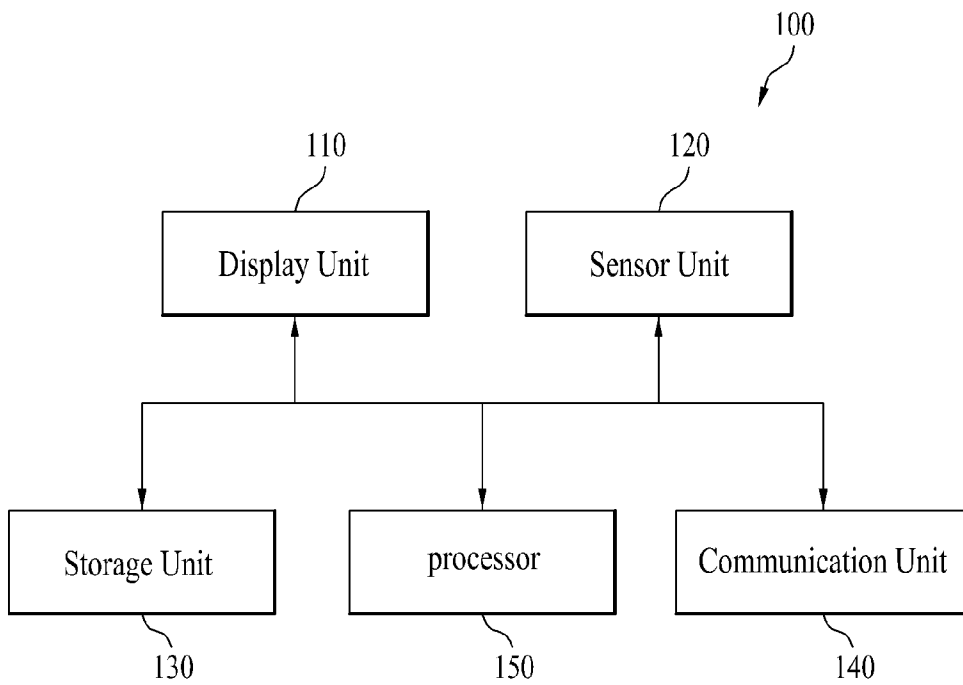 100
110
120
Display Unit
Sensor Unit
Storage Unit
processor
Communication Unit
130
150
140